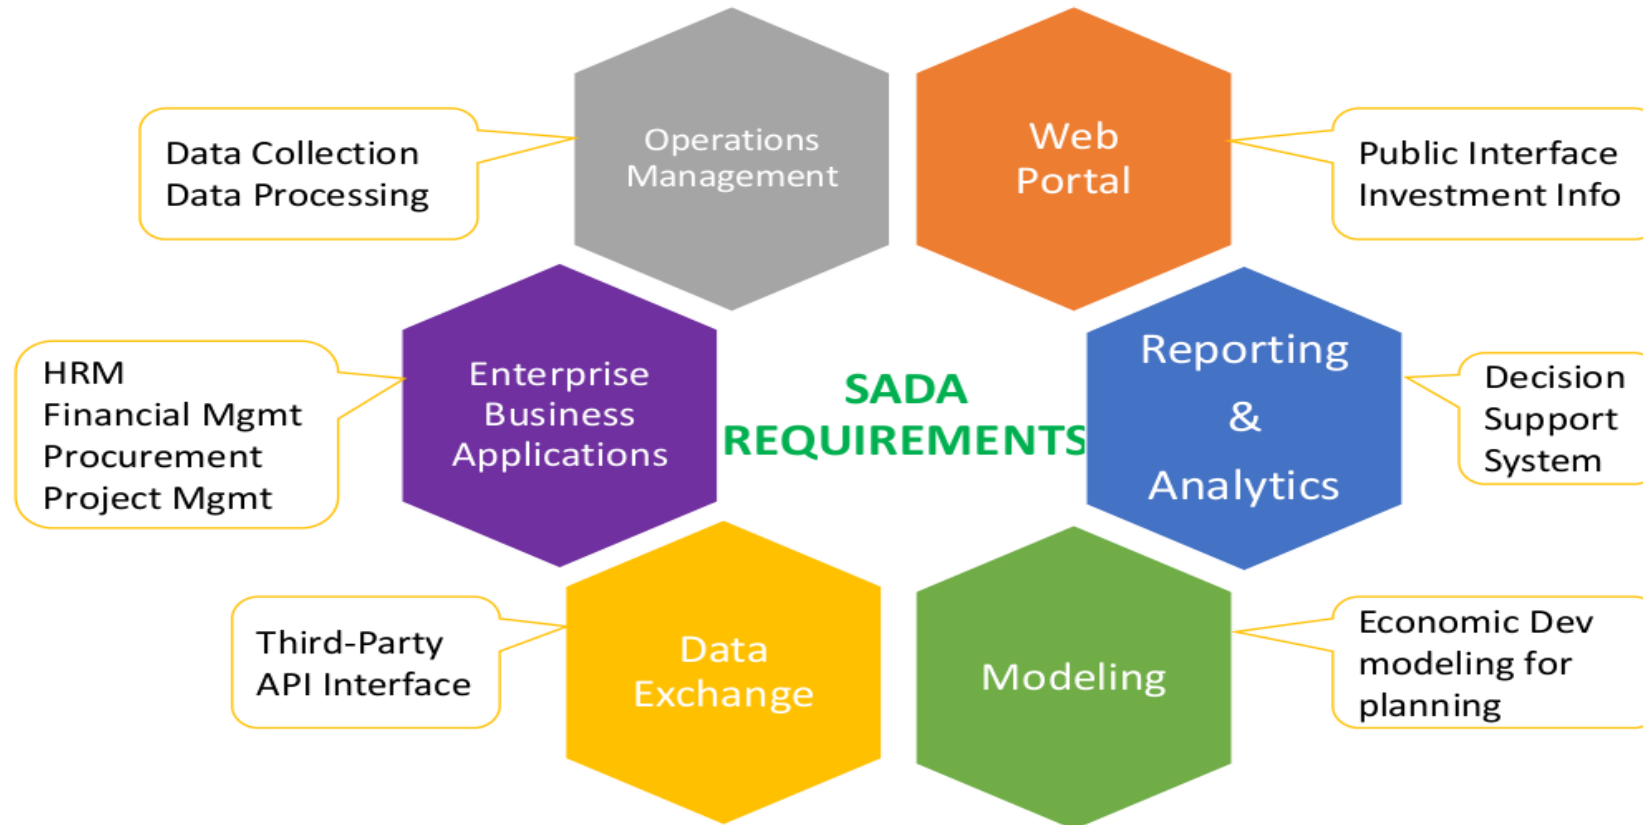 Operations
Management
Web
Portal
Data Collection
Data Processing
Public Interface
Investment Info
Enterprise
Business
Applications
SADA
REQUIREMENTS
Reporting
&
Analytics
HRM
Financial Mgmt
Procurement
Project Mgmt
Decision
Support
System
Data
Exchange
Modeling
Third-Party
API Interface
Economic Dev
modeling for
planning